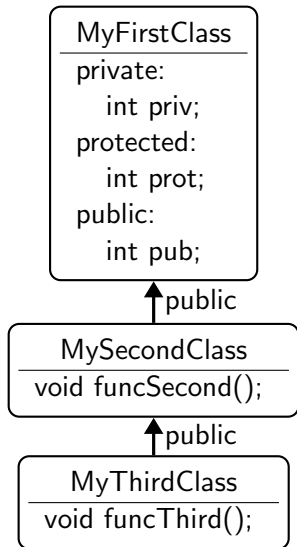 MyFirstClass
private:
int priv;
protected:
int prot;
public:
int pub;
public
MySecondClass
void funcSecond();
public
MyThirdClass
void funcThird();